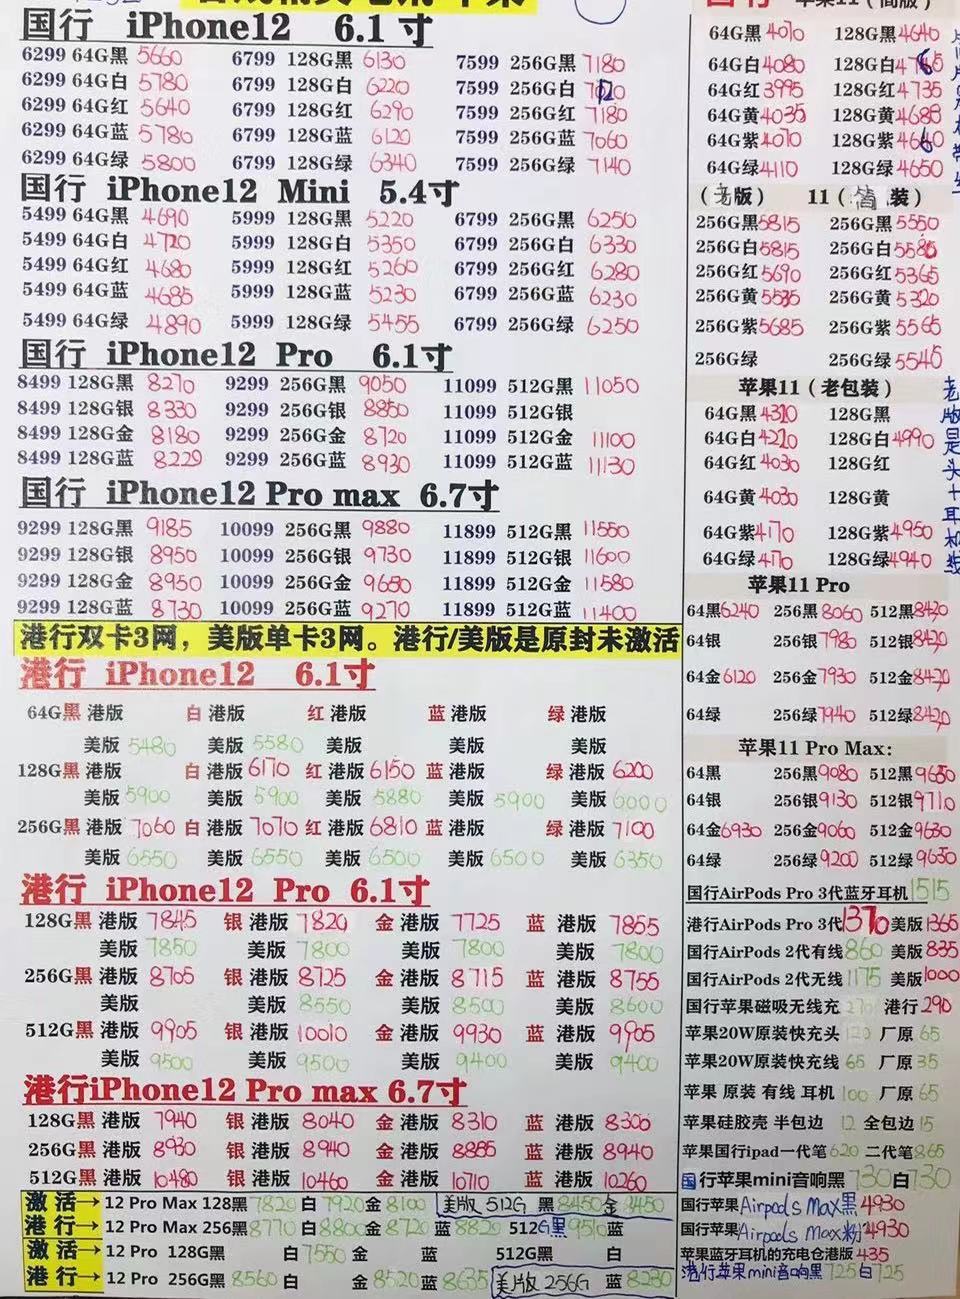 国行 iPhone12 6.1寸
6299 64G黑 5660 6799 128G黑 6130 7599 256G黑 7180
6299 64G白 5780 6799 128G白 6220 7599 256G白
6299 64G红 5640 6799 128G红 6290 7599 256G红 7180
6299 64G蓝 5780 6799 128G蓝 6120 7599 256G蓝 7060
6299 64G绿 5800 6799 128G绿 6340 7599 256G绿 7140
国行 iPhone12 Mini 5.4寸
5499 64G黑 4690 5999 128G黑 5220 6799 256G黑 6250
5499 64G白 4720 5999 128G白 5350 6799 256G白 6330
5499 64G红 4680 5999 128G红 5260 6799 256G红 6280
5499 64G蓝 4685 5999 128G蓝 5230 6799 256G蓝 6230
5499 64G绿 4890 5999 128G绿 5455 6799 256G绿 6250
国行 iPhone12 Pro 6.1寸
8499 128G黑 8270 9299 256G黑 9050 11099 512G黑 11050
8499 128G银 8330 9299 256G银 8850 11099 512G银
8499 128G金 8180 9299 256G金 8720 11099 512G金 11100
8499 128G蓝 8229 9299 256G蓝 8930 11099 512G蓝 11130
国行 iPhone12 Pro max 6.7寸
9299 128G黑 9185 10099 256G黑 9880 11899 512G黑 11550
9299 128G银 8950 10099 256G银 9730 11899 512G银 11600
9299 128G金 8950 10099 256G金 9650 11899 512G金 11580
9299 128G蓝 8730 10099 256G蓝 9270 11899 512G蓝 11400
港行双卡3网，美版单卡3网。港行/美版是原封未激活
港行 iPhone12 6.1寸
64G黑 港版 白 港版 红 港版 蓝 港版 绿 港版
美版 5480 美版 5580 美版 美版 美版
128G黑 港版 白 港版 6170 红 港版 6150 蓝 港版 绿 港版 6200
美版 5900 美版 5900 美版 5880 美版 5900 美版 6000
256G黑 港版 7060 白 港版 7070 红 港版 6810 蓝 港版 绿 港版 7100
美版 6550 美版 6550 美版 6500 美版 6500 美版 6350
港行 iPhone12 Pro 6.1寸
128G黑 港版 7845 银 港版 7820 金 港版 7725 蓝 港版 7855
美版 7850 美版 7800 美版 7800 美版 7800
256G黑 港版 8705 银 港版 8725 金 港版 8715 蓝 港版 8755
美版 美版 8550 美版 8500 美版 8600
512G黑 港版 9905 银 港版 10010 金 港版 9930 蓝 港版 9905
美版 9500 美版 9500 美版 9400 美版 9400
港行iPhone12 Pro max 6.7寸
128G黑 港版 7940 银 港版 8040 金 港版 8310 蓝 港版 8300
256G黑 港版 8930 银 港版 8940 金 港版 8885 蓝 港版 8940
512G黑 港版 10480 银 港版 10460 金 港版 10710 蓝 港版 10260
激活→ 12 Pro Max 128黑 7820 白 7920 金 8100 美版 512G 黑 8450 金 8450
港行→ 12 Pro Max 256黑 8770 白 8800 金 8720 蓝 8820 512G黑 9510 蓝
激活→ 12 Pro 128G黑 白 7550 金 蓝 512G黑 白
港行→ 12 Pro 256G黑 8560 白 金 8520 蓝 8635 美版 256G 蓝 8230
64G黑 4070 128G黑 4640
64G白 4080 128G白
64G红 3995 128G红 4735
64G黄 4035 128G黄 4688
64G紫 4070 128G紫
64G绿 4110 128G绿 4650
（老版） 11（简装）
256G黑 5815 256G黑 5550
256G白 5815 256G白
256G红 5690 256G红 5365
256G黄 5535 256G黄 5320
256G紫 5685 256G紫 5565
256G绿 256G绿 5545
苹果11（老包装）
64G黑 128G黑
64G白 128G白 4990
64G红 4030 128G红
64G黄 4030 128G黄
64G紫 4170 128G紫 4950
64G绿 4170 128G绿 4940
老版是头+耳机线
苹果11 Pro
64黑 6240 256黑 8060 512黑 8420
64银 256银 7980 512银 8420
64金 6120 256金 7930 512金 8420
64绿 256绿 7940 512绿 8420
苹果11 Pro Max:
64黑 256黑 9080 512黑 9650
64银 256银 9130 512银 9710
64金 6930 256金 9060 512金 9630
64绿 256绿 9200 512绿 9650
国行AirPods Pro 3代蓝牙耳机 1515
港行AirPods Pro 3代 1370 美版 1365
国行AirPods 2代有线 860 美版 835
国行AirPods 2代无线 1175 美版 1000
国行苹果磁吸无线充 270 港行 290
苹果20W原装快充头 120 厂原 65
苹果20W原装快充线 65 厂原 35
苹果 原装 有线 耳机 100 厂原 65
苹果硅胶壳 半包边 12 全包边 15
苹果国行ipad一代笔 620 二代笔 865
国行苹果mini音响黑 730 白 730
国行苹果Airpods Max黑 4930
国行苹果Airpods Max粉 4930
苹果蓝牙耳机的充电仓港版 435
港行苹果mini音响黑 725 白 725